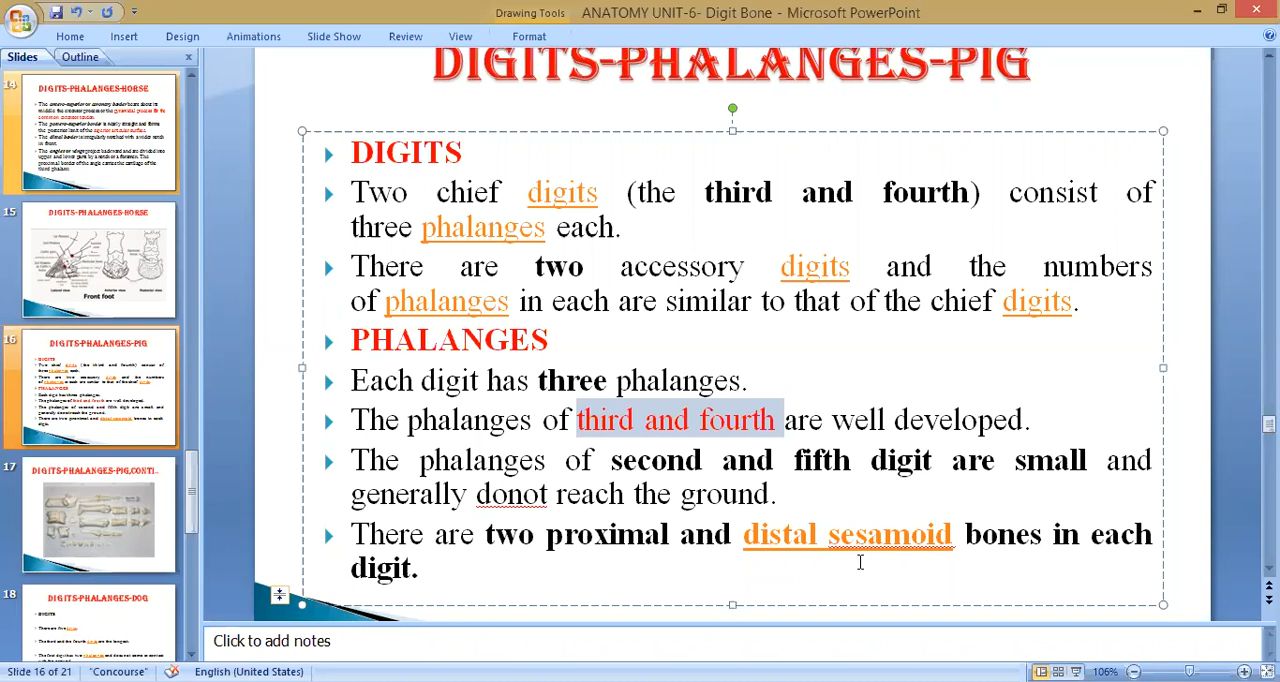 Drawing Tools
ANATOMY UNIT-6- Digit Bone - Microsoft PowerPoint
Home Insert Design Animations Slide Show Review View Format
Slides Outline
14
DIGITS-PHALANGES-HORSE
15
DIGITS-PHALANGES-HORSE
Front foot
16
DIGITS-PHALANGES-PIG
17
DIGITS-PHALANGES-PIG,CONTI..
18
DIGITS-PHALANGES-DOG
DIGITS-PHALANGES-PIG
DIGITS
Two chief digits (the third and fourth) consist of
three phalanges each.
There are two accessory digits and the numbers
of phalanges in each are similar to that of the chief digits.
PHALANGES
Each digit has three phalanges.
The phalanges of third and fourth are well developed.
The phalanges of second and fifth digit are small and
generally donot reach the ground.
There are two proximal and distal sesamoid bones in each
digit.
Click to add notes
Slide 16 of 21 "Concourse" English (United States) 106%